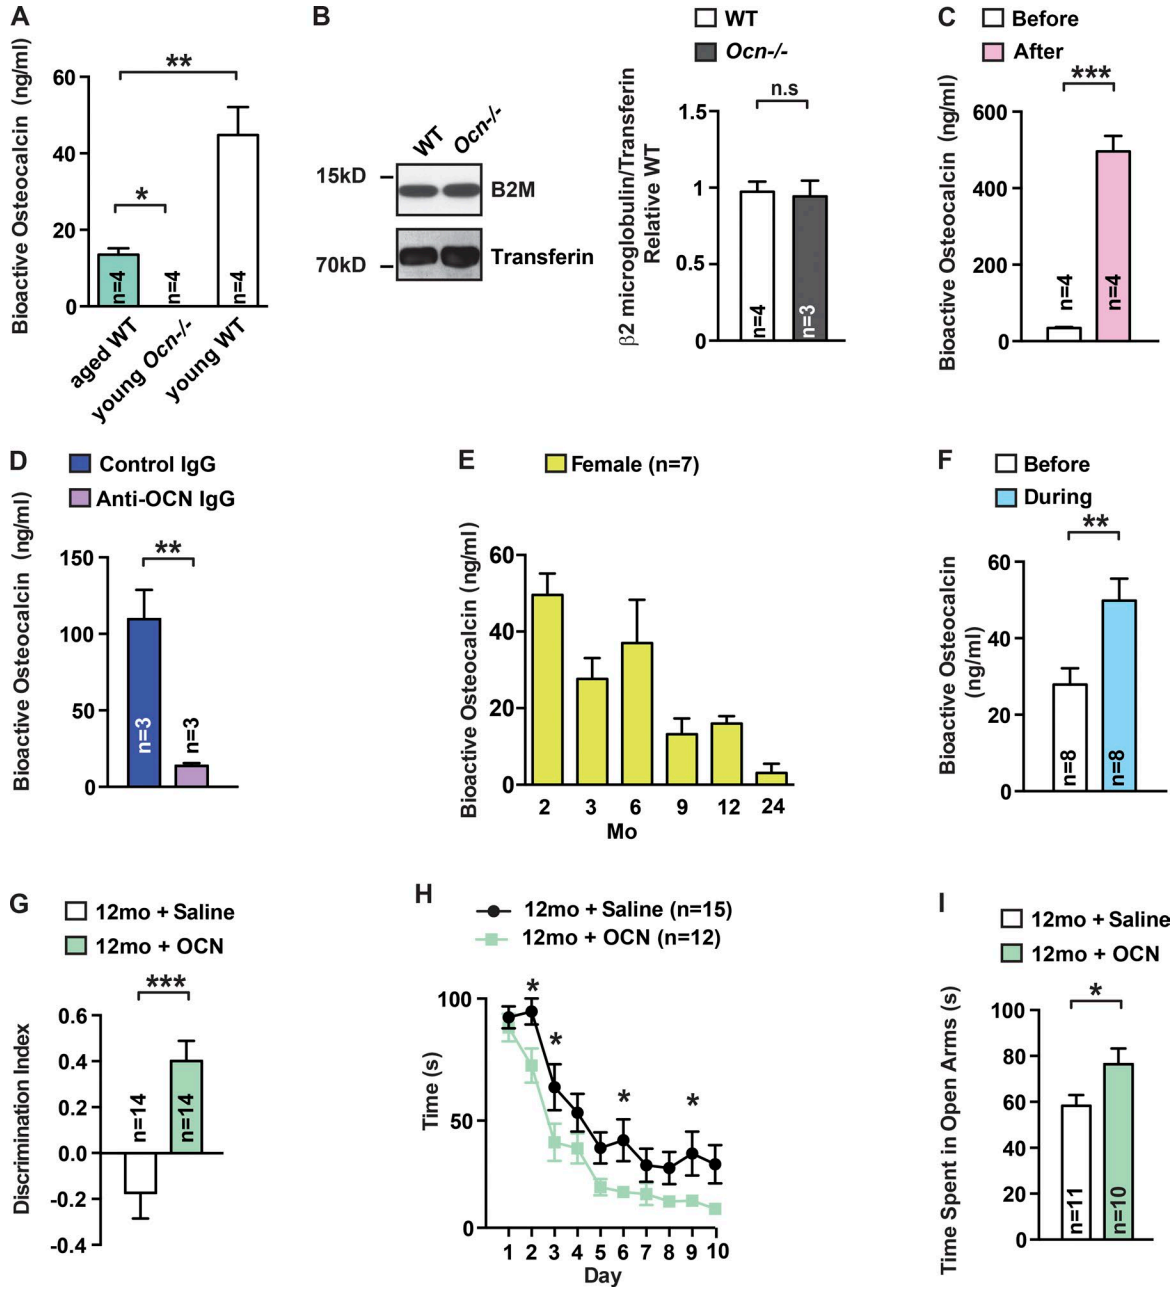 A
Bioactive Osteocalcin (ng/ml)
60
40
20
0
**
*
n=4
n=4
n=4
aged WT
young Ocn-/-
young WT
B
WT
Ocn-/-
15kD
B2M
70kD
Transferin
WT
Ocn-/-
β2 microglobulin/Transferin
Relative WT
1.5
1
0.5
0
n.s
n=4
n=3
C
Before
After
Bioactive Osteocalcin (ng/ml)
600
400
200
0
***
n=4
n=4
D
Control IgG
Anti-OCN IgG
Bioactive Osteocalcin (ng/ml)
150
100
50
0
**
n=3
n=3
E
Female (n=7)
Bioactive Osteocalcin (ng/ml)
60
40
20
0
2 3 6 9 12 24
Mo
F
Before
During
Bioactive Osteocalcin
(ng/ml)
60
40
20
0
**
n=8
n=8
G
12mo + Saline
12mo + OCN
Discrimination Index
0.6
0.4
0.2
0.0
-0.2
-0.4
***
n=14
n=14
H
12mo + Saline (n=15)
12mo + OCN (n=12)
Time (s)
100
50
0
*
*
*
*
1 2 3 4 5 6 7 8 9 10
Day
I
12mo + Saline
12mo + OCN
Time Spent in Open Arms (s)
100
80
60
40
20
0
*
n=11
n=10